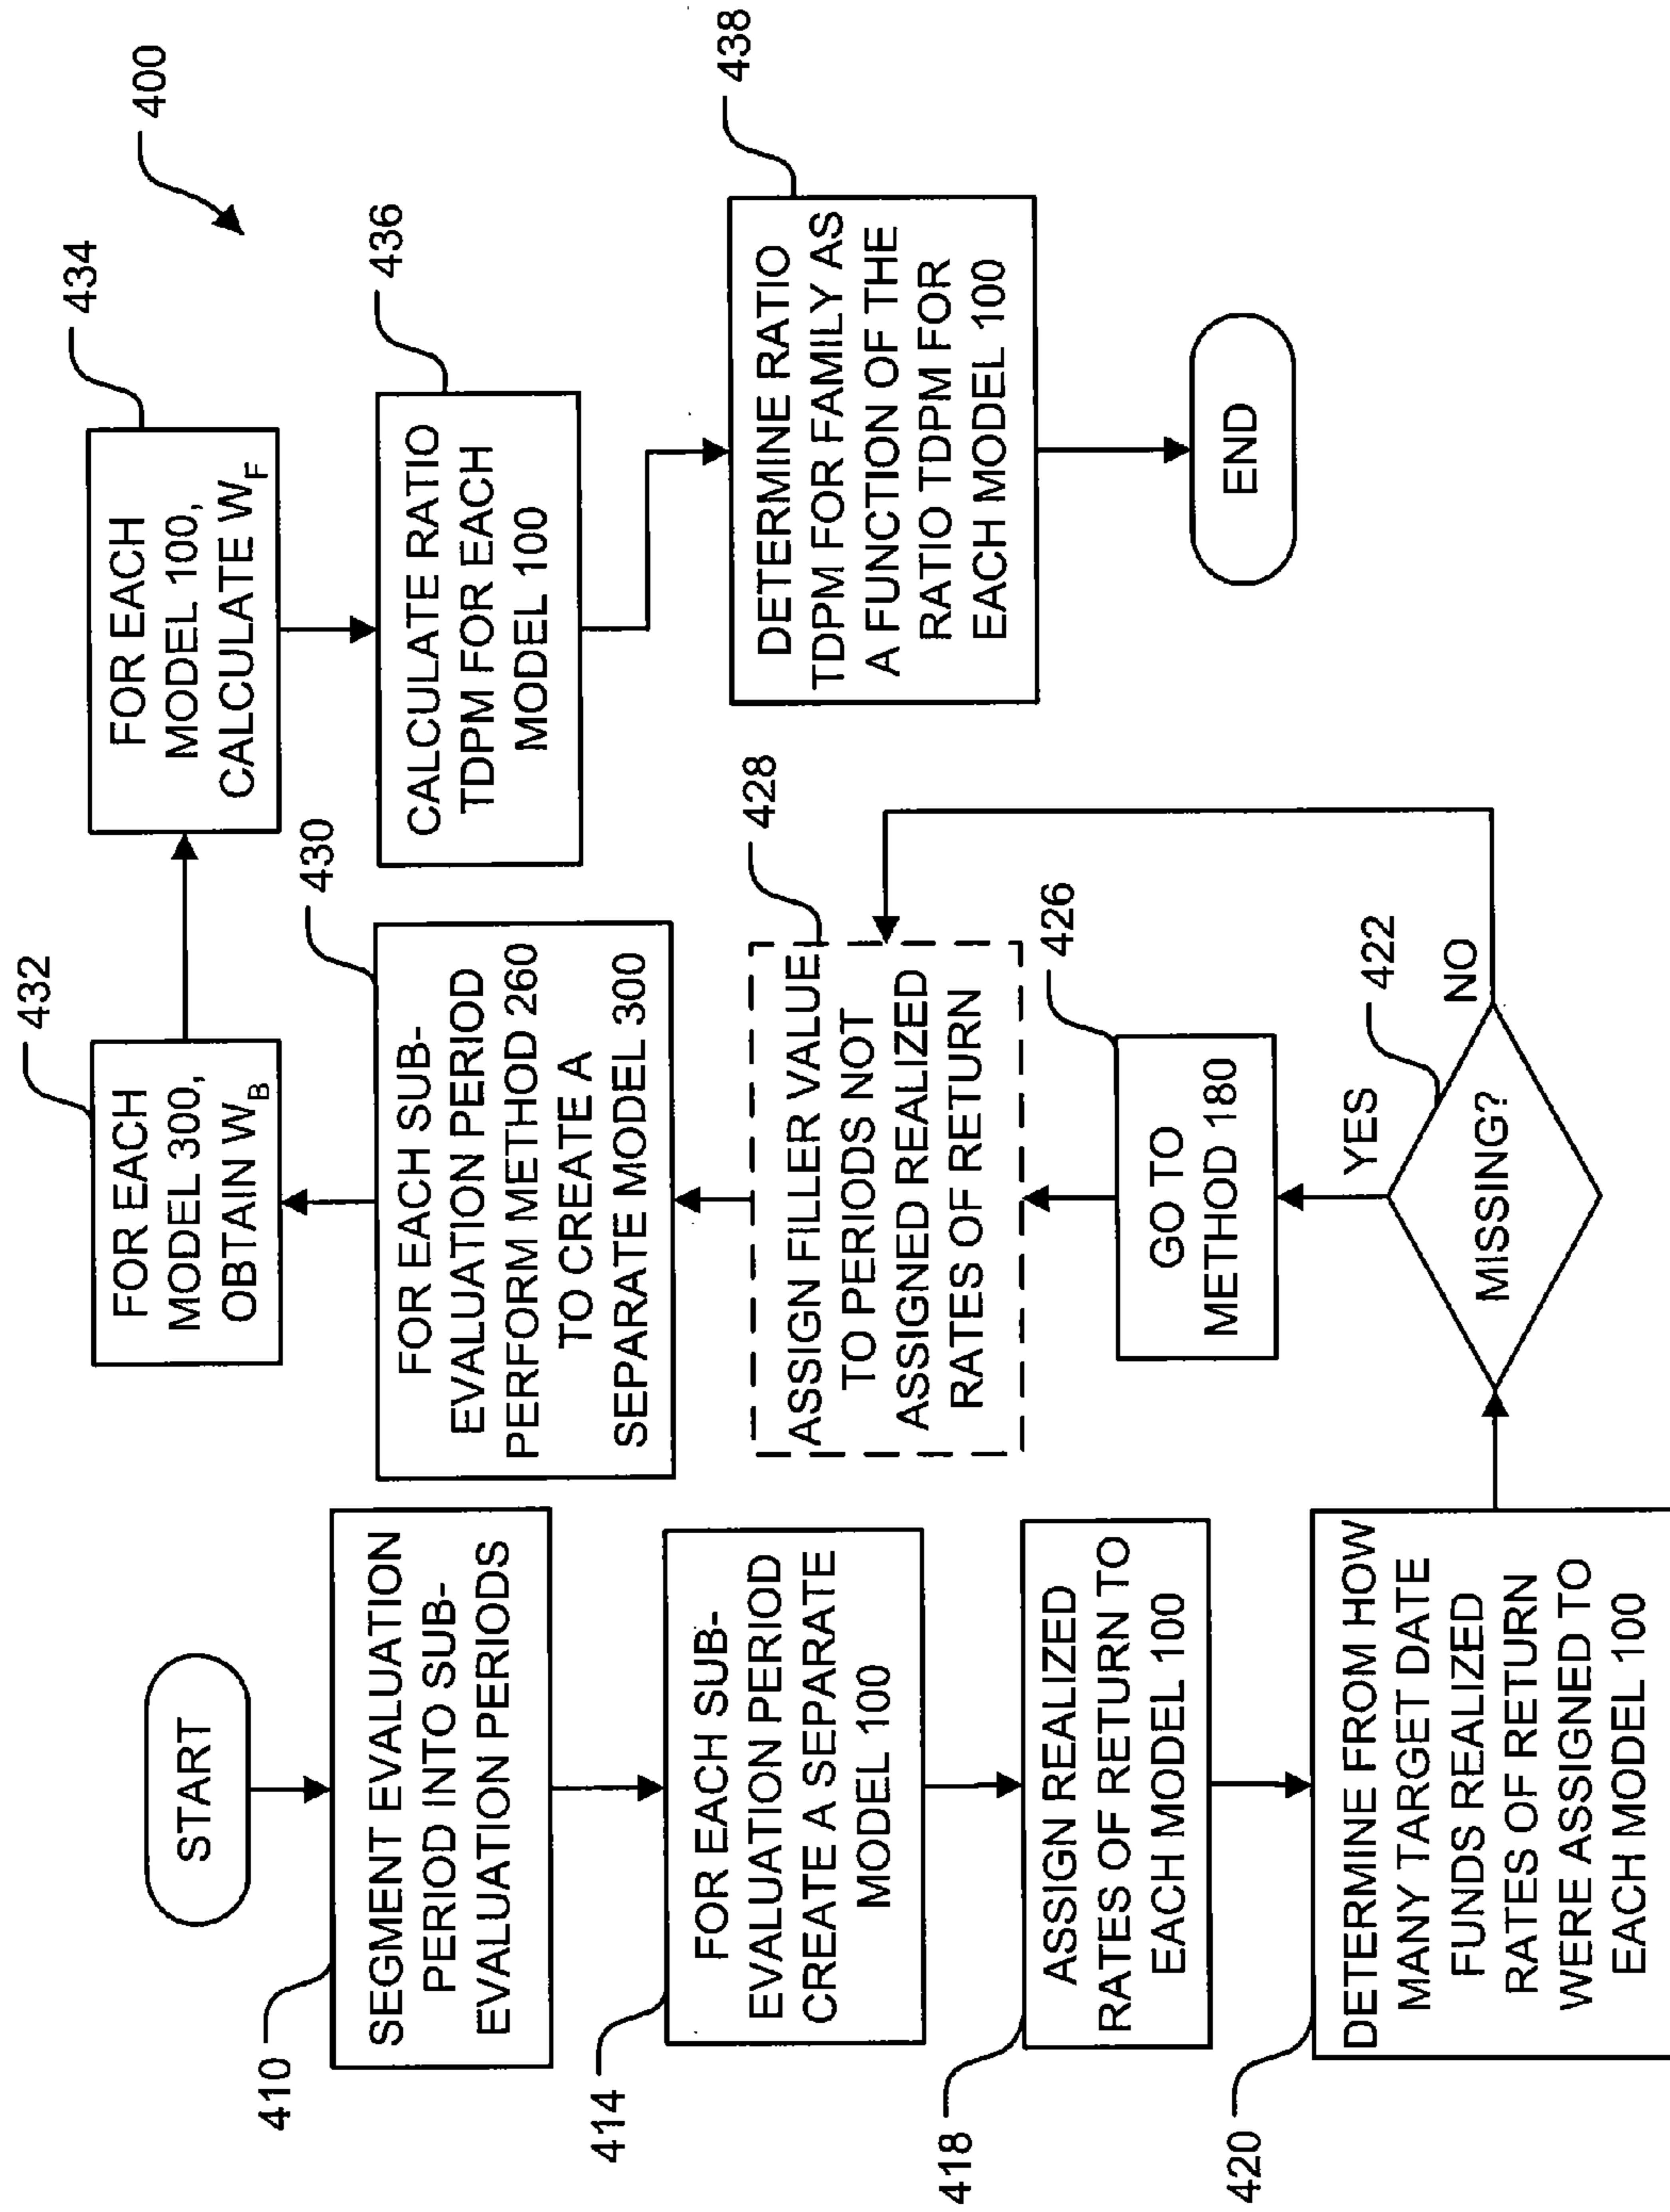 400
START
410
SEGMENT EVALUATION
PERIOD INTO SUB-
EVALUATION PERIODS
414
FOR EACH SUB-
EVALUATION PERIOD
CREATE A SEPARATE
MODEL 100
418
ASSIGN REALIZED
RATES OF RETURN TO
EACH MODEL 100
420
DETERMINE FROM HOW
MANY TARGET DATE
FUNDS REALIZED
RATES OF RETURN
WERE ASSIGNED TO
EACH MODEL 100
MISSING?
422
YES
NO
426
GO TO
METHOD 180
428
ASSIGN FILLER VALUE
TO PERIODS NOT
ASSIGNED REALIZED
RATES OF RETURN
430
FOR EACH SUB-
EVALUATION PERIOD
PERFORM METHOD 260
TO CREATE A
SEPARATE MODEL 300
432
FOR EACH
MODEL 300,
OBTAIN W_B
434
FOR EACH
MODEL 100,
CALCULATE W_F
436
CALCULATE RATIO
TDPM FOR EACH
MODEL 100
438
DETERMINE RATIO
TDPM FOR FAMILY AS
A FUNCTION OF THE
RATIO TDPM FOR
EACH MODEL 100
END